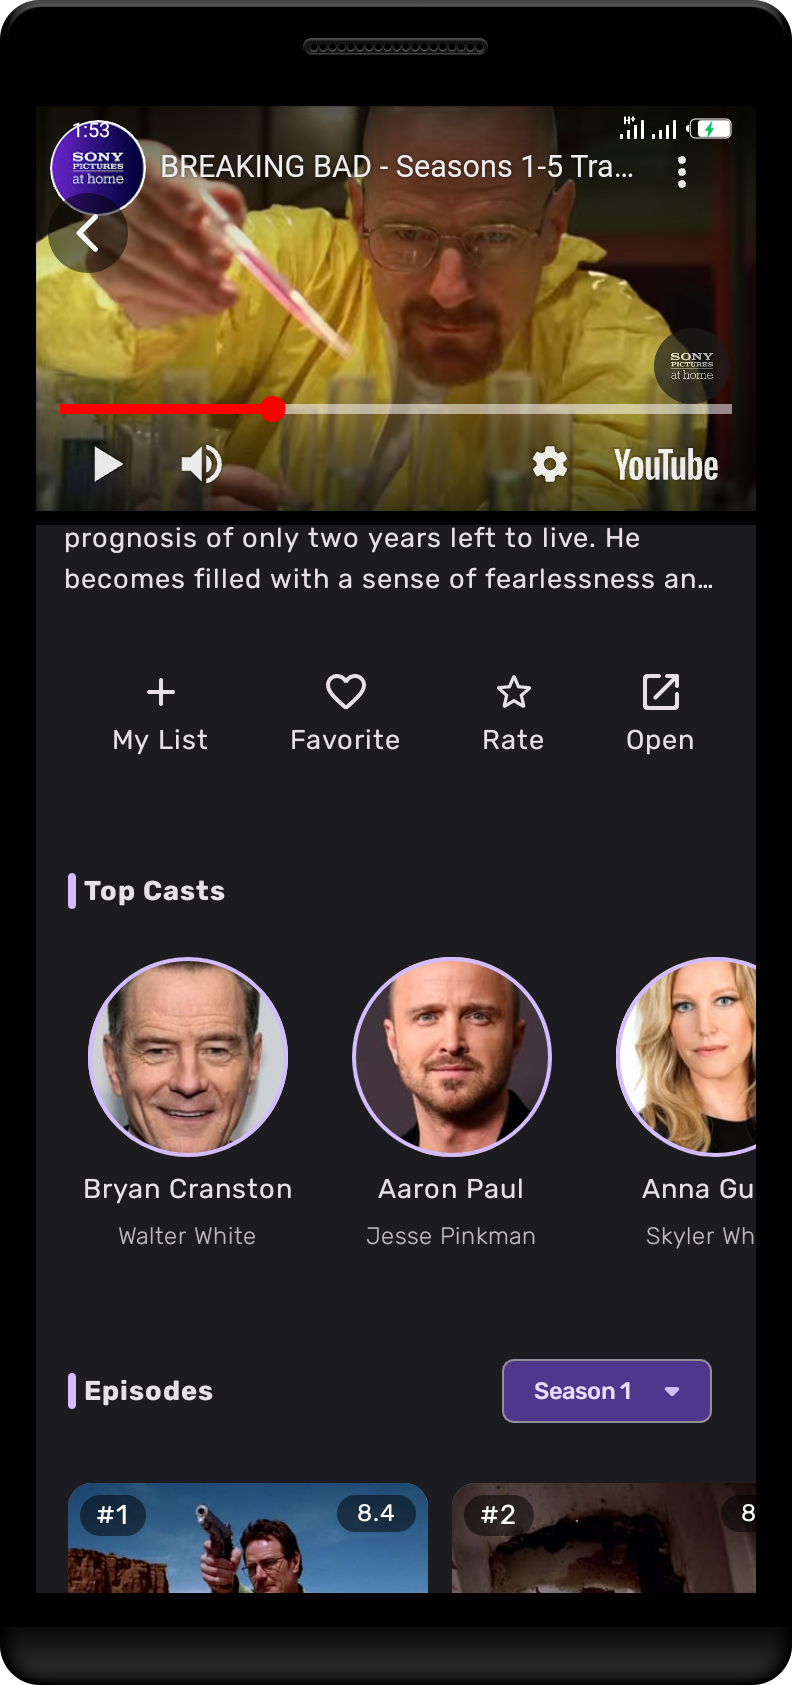 1:53
H+
SONY
PICTURES
at home
BREAKING BAD - Seasons 1-5 Tra...
SONY
PICTURES
at home
YouTube
prognosis of only two years left to live. He
becomes filled with a sense of fearlessness an...
My List Favorite Rate Open
Top Casts
Bryan Cranston Aaron Paul Anna Gu
Walter White Jesse Pinkman Skyler Wh
Episodes Season 1
#1 8.4 #2 8